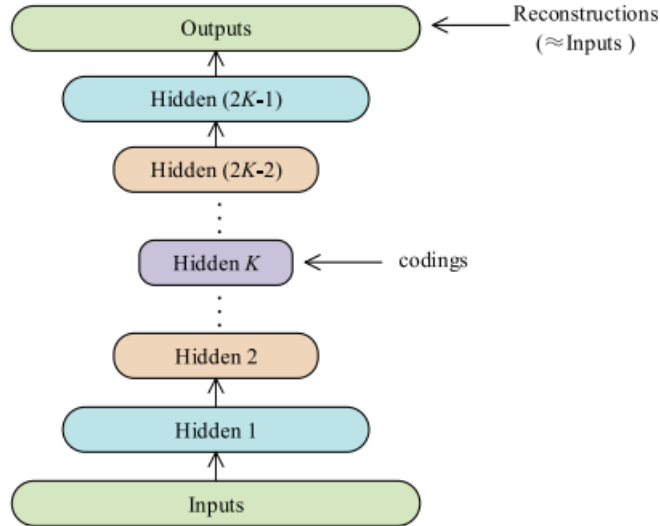 Outputs
Reconstructions
(≈Inputs )
Hidden (2K-1)
Hidden (2K-2)
Hidden K
codings
Hidden 2
Hidden 1
Inputs